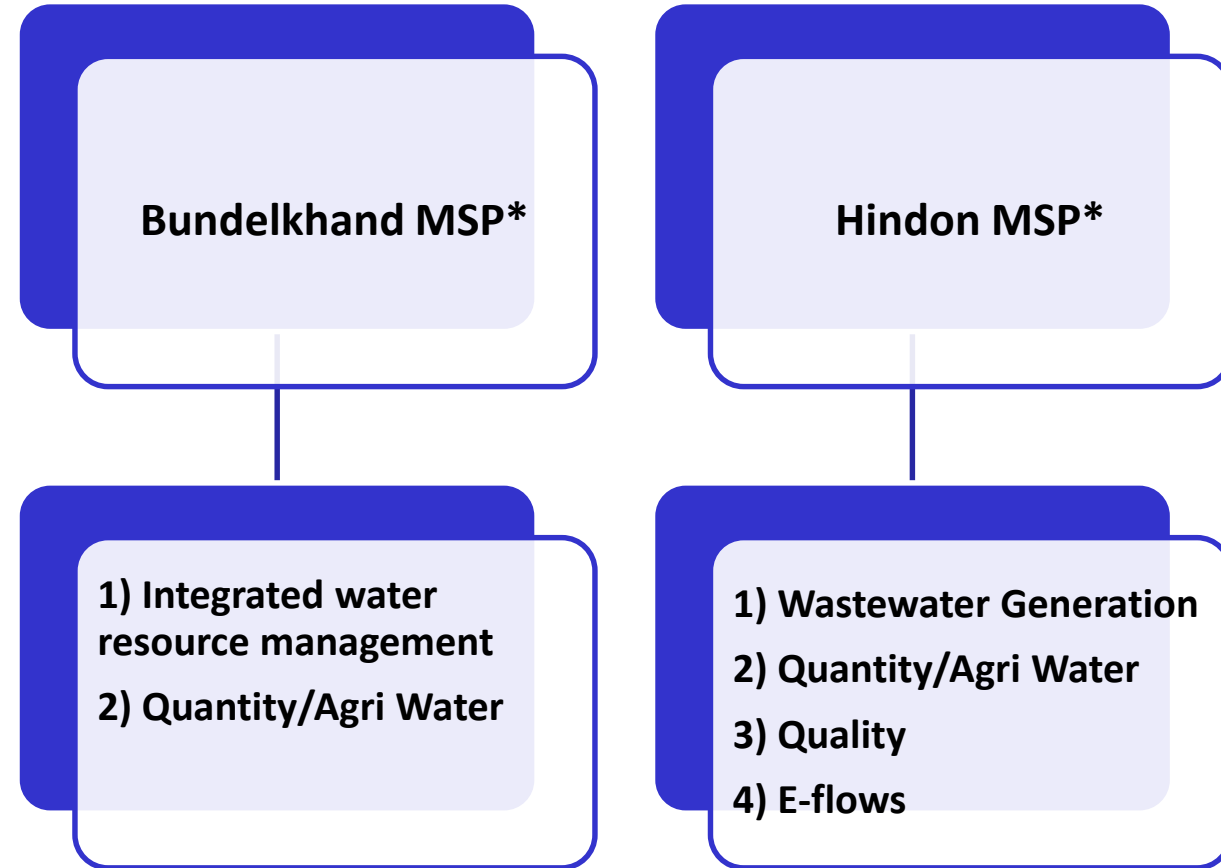 Bundelkhand MSP*
Hindon MSP*
1) Integrated water
resource management
2) Quantity/Agri Water
1) Wastewater Generation
2) Quantity/Agri Water
3) Quality
4) E-flows